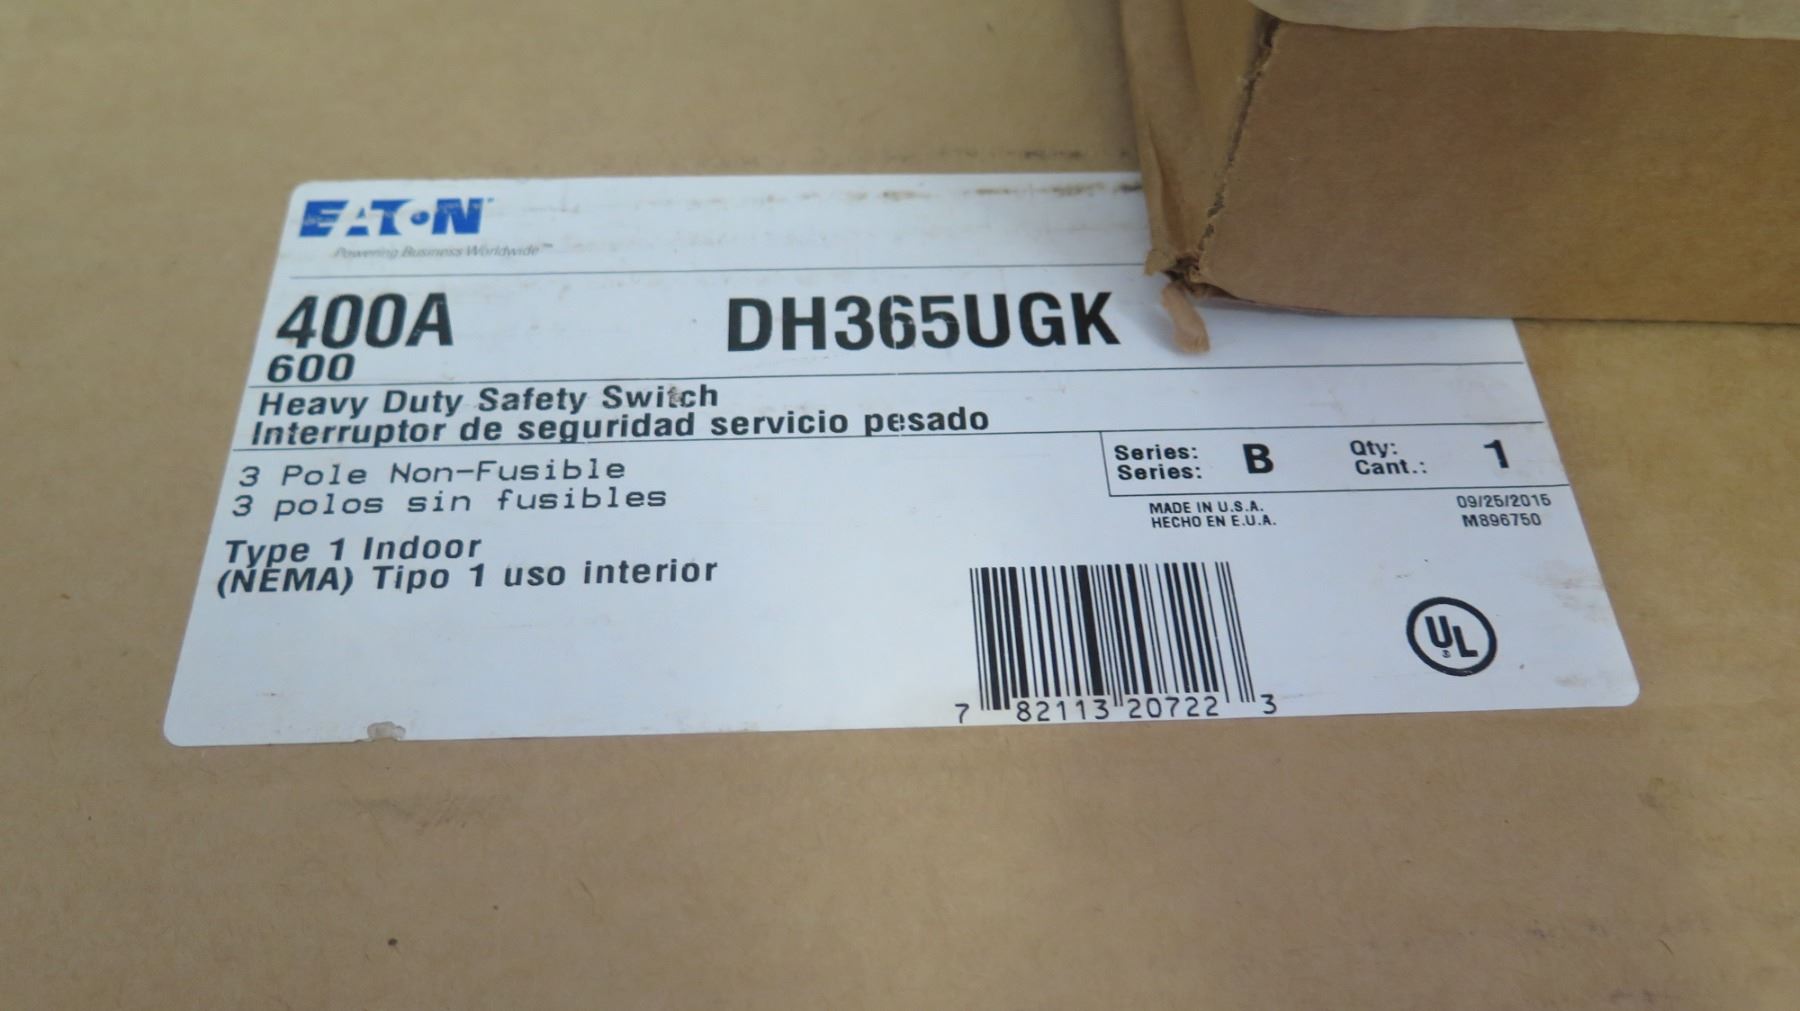 EATON
Powering Business Worldwide™
400A DH365UGK
600
Heavy Duty Safety Switch
Interruptor de seguridad servicio pesado
3 Pole Non-Fusible
3 polos sin fusibles
Type 1 Indoor
(NEMA) Tipo 1 uso interior
Series: B Qty: 1
Series: Cant.:
MADE IN U.S.A. 09/25/2015
HECHO EN E.U.A. M896750
UL
7 82113 20722 3